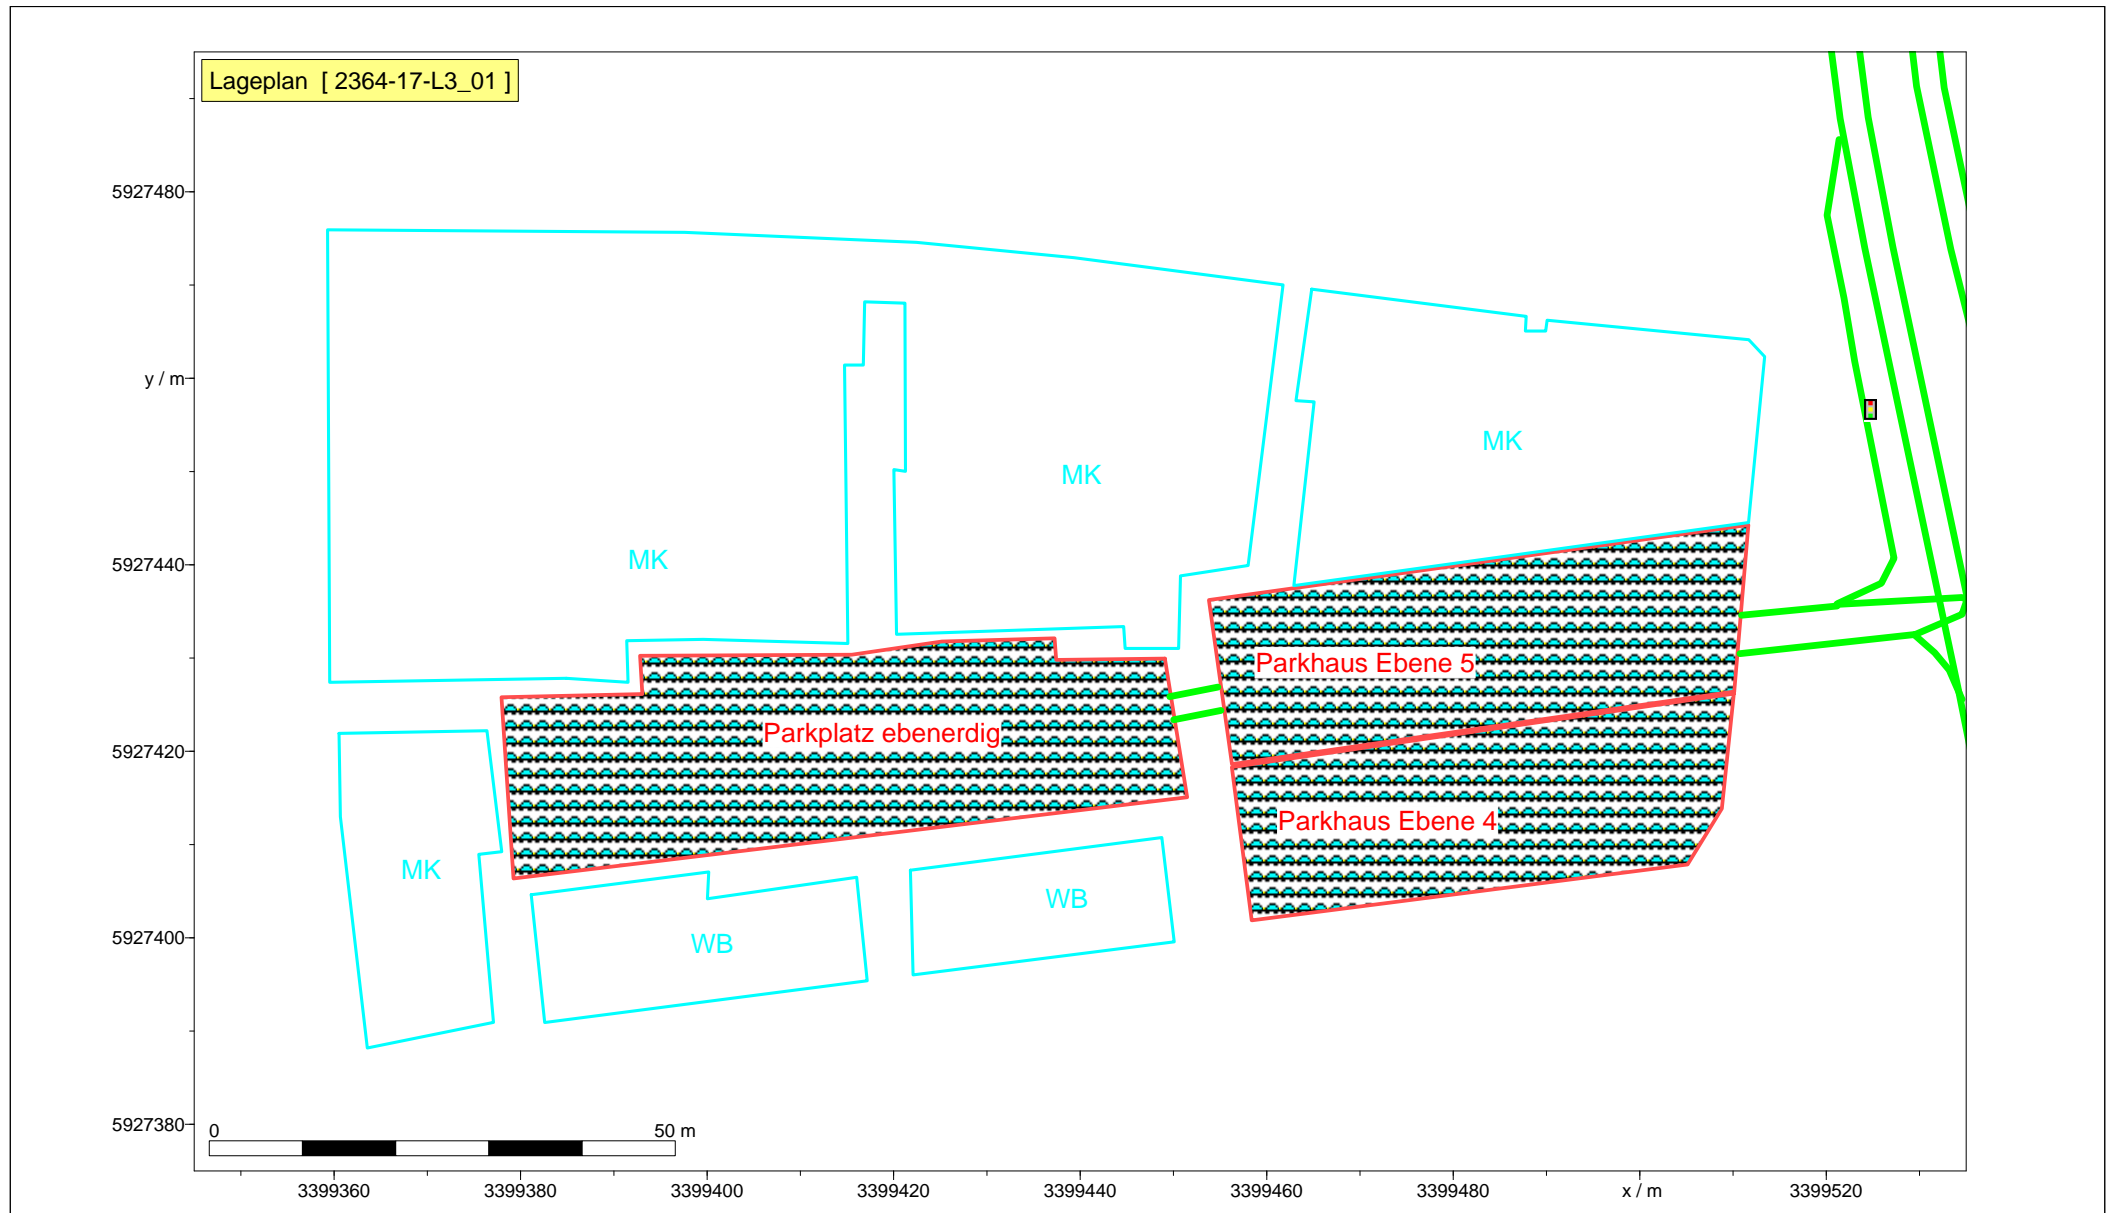 Lageplan [ 2364-17-L3_01 ]
5927480
y / m
MK
MK
MK
5927440
Parkhaus Ebene 5
Parkplatz ebenerdig
5927420
Parkhaus Ebene 4
MK
WB
WB
5927400
5927380
0 50 m
3399360 3399380 3399400 3399420 3399440 3399460 3399480 x / m 3399520